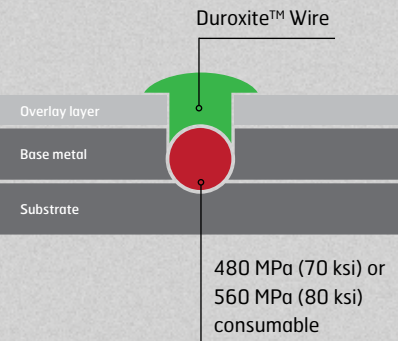 Duroxite™ Wire
Overlay layer
Base metal
Substrate
480 MPa (70 ksi) or
560 MPa (80 ksi)
consumable